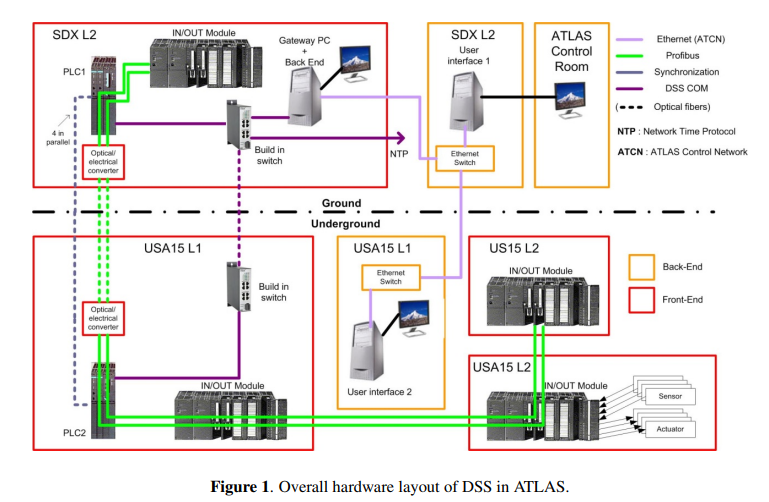 SDX L2
IN/OUT Module
Gateway PC
+
Back End
PLC1
4 in
parallel
Optical/
electrical
converter
Build in
switch
NTP
SDX L2
User
interface 1
Ethernet
Switch
ATLAS
Control
Room
Ethernet (ATCN)
Profibus
Synchronization
DSS COM
(Optical fibers)
NTP : Network Time Protocol
ATCN : ATLAS Control Network
Ground
Underground
USA15 L1
Build in
switch
Optical/
electrical
converter
IN/OUT Module
PLC2
USA15 L1
Ethernet
Switch
User interface 2
US15 L2
IN/OUT Module
Back-End
Front-End
USA15 L2
IN/OUT Module
Sensor
Actuator
Figure 1. Overall hardware layout of DSS in ATLAS.